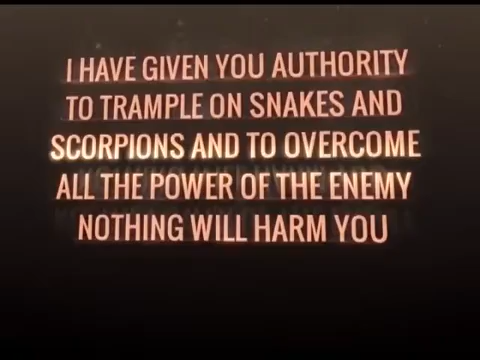 I HAVE GIVEN YOU AUTHORITY
TO TRAMPLE ON SNAKES AND
SCORPIONS AND TO OVERCOME
ALL THE POWER OF THE ENEMY
NOTHING WILL HARM YOU